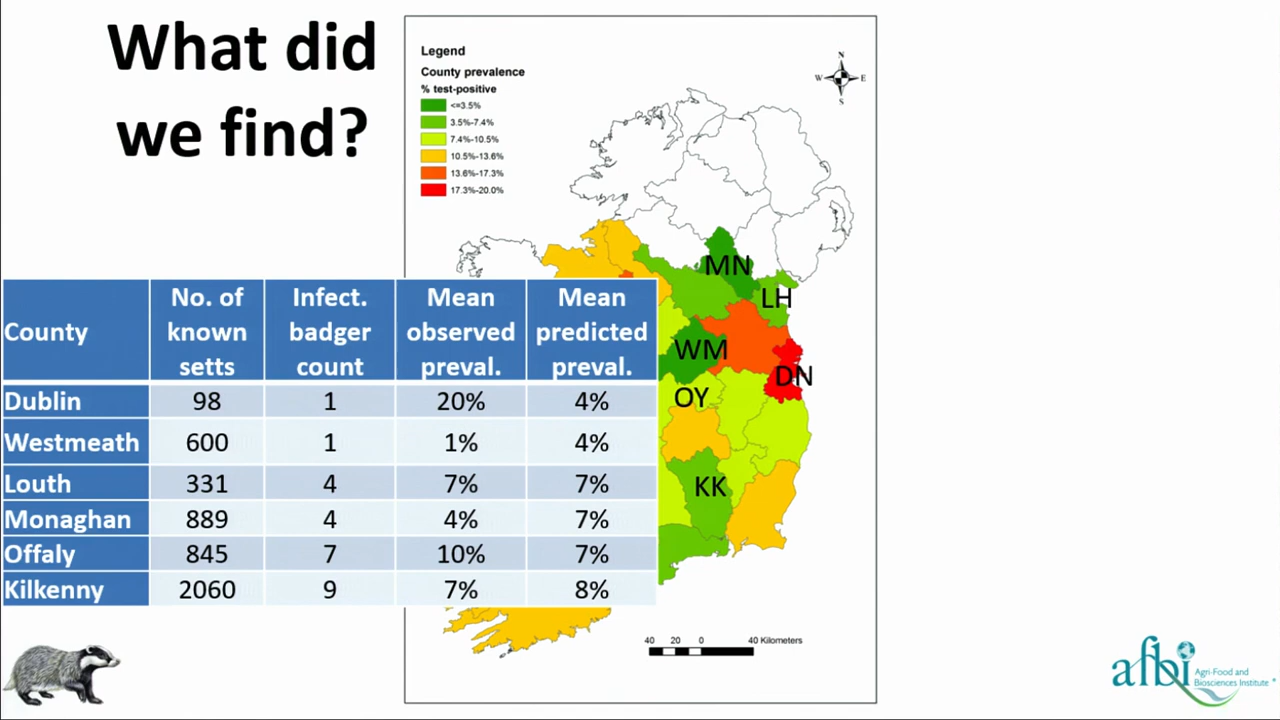 What did
we find?
Legend
County prevalence
% test-positive
<=3.5%
3.5%-7.4%
7.4%-10.5%
10.5%-13.6%
13.6%-17.3%
17.3%-20.0%
N
W E
S
MN
LH
WM
DN
OY
KK
County No. of known setts Infect. badger count Mean observed preval. Mean predicted preval.
Dublin 98 1 20% 4%
Westmeath 600 1 1% 4%
Louth 331 4 7% 7%
Monaghan 889 4 4% 7%
Offaly 845 7 10% 7%
Kilkenny 2060 9 7% 8%
40 20 0 40 Kilometers
afbi Agri-Food and
Biosciences Institute